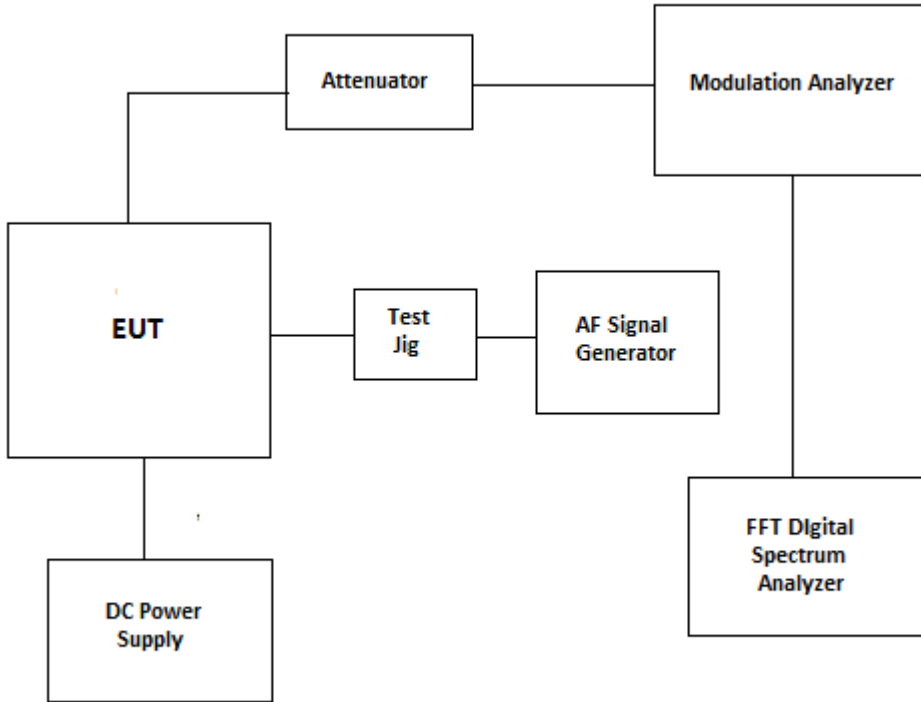 Attenuator
Modulation Analyzer
EUT
Test
Jig
AF Signal
Generator
FFT DIgital
Spectrum
Analyzer
DC Power
Supply